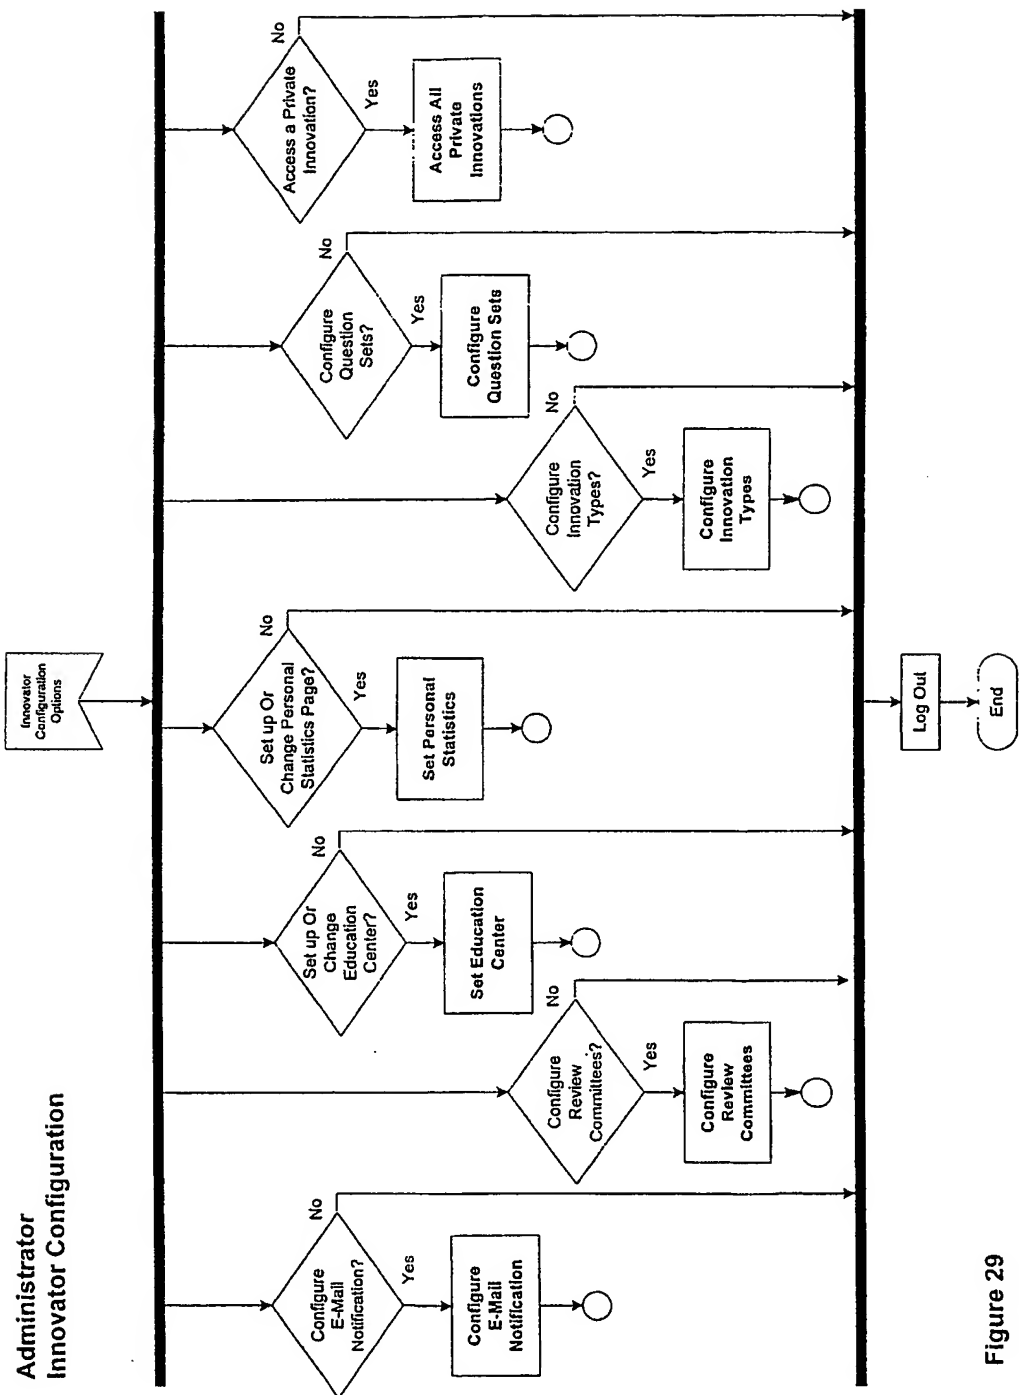 Administrator
Innovator Configuration
Innovator
Configuration
Options
Configure
E-Mail
Notification?
No
Yes
Configure
E-Mail
Notification
Configure
Review
Committees?
No
Yes
Configure
Review
Committees
Set up Or
Change
Education
Center?
No
Yes
Set Education
Center
Set up Or
Change Personal
Statistics Page?
No
Yes
Set Personal
Statistics
Configure
Innovation
Types?
No
Yes
Configure
Innovation
Types
Configure
Question
Sets?
No
Yes
Configure
Question Sets
Access a Private
Innovation?
No
Yes
Access All
Private
Innovations
Log Out
End
Figure 29